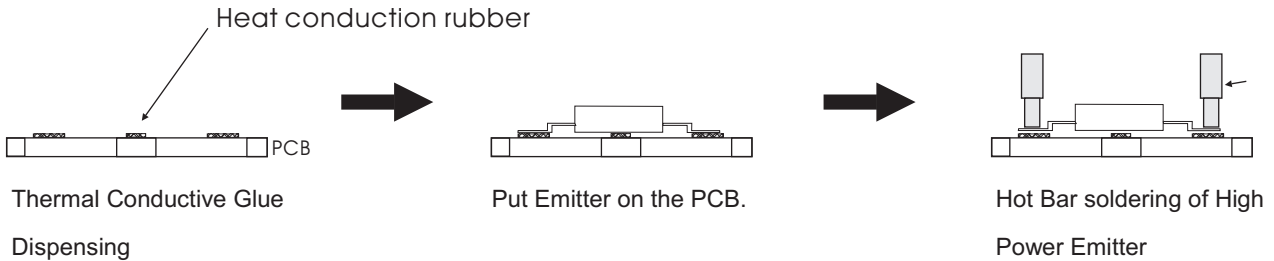 Heat conduction rubber
PCB
Thermal Conductive Glue
Dispensing
Put Emitter on the PCB.
Hot Bar soldering of High
Power Emitter